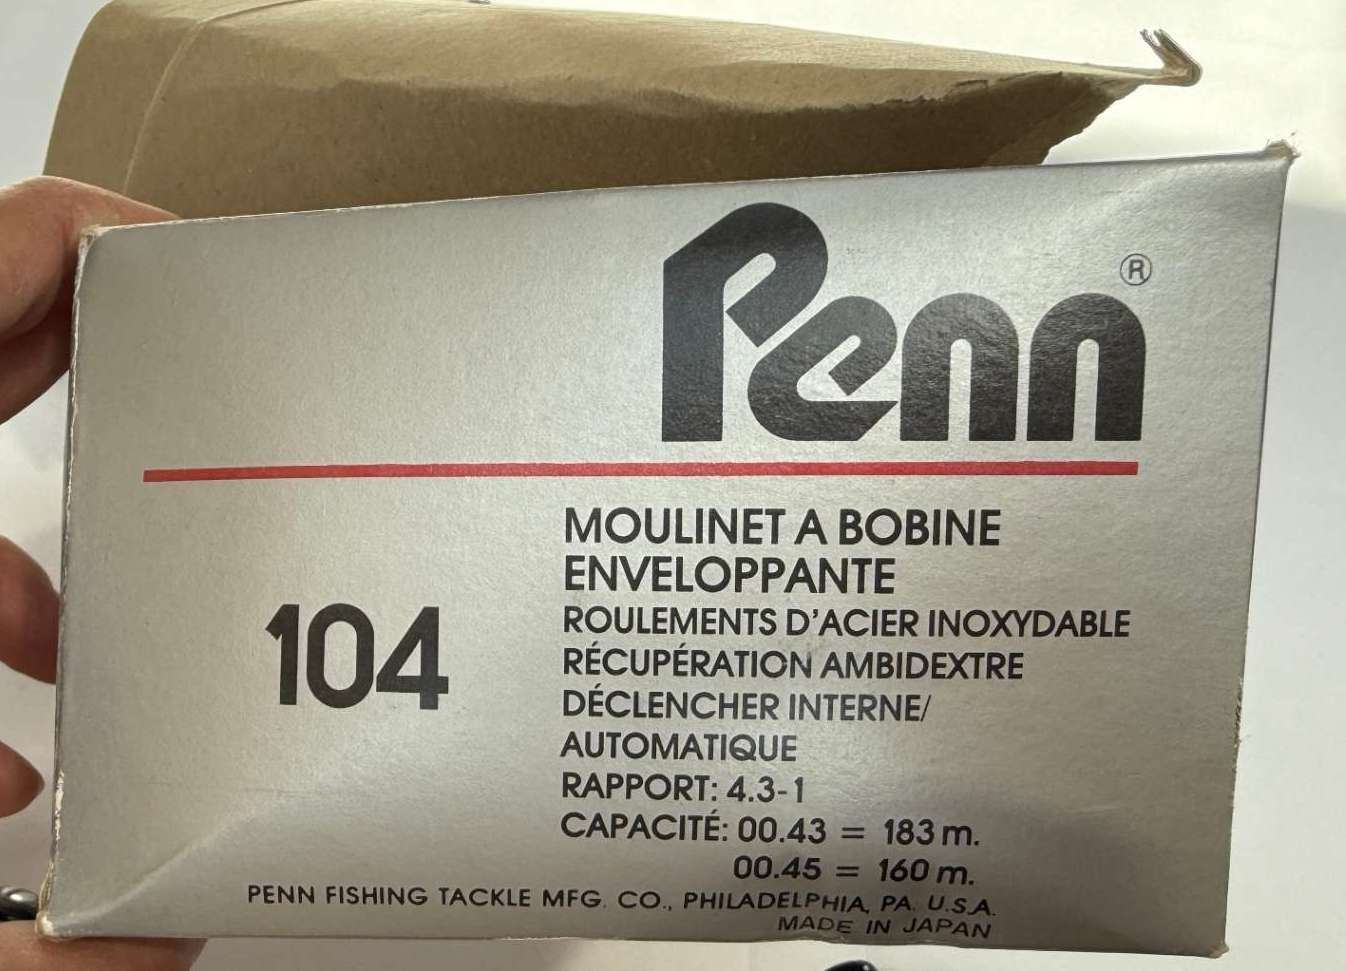 Penn®
MOULINET A BOBINE
ENVELOPPANTE
104
ROULEMENTS D'ACIER INOXYDABLE
RÉCUPÉRATION AMBIDEXTRE
DÉCLENCHER INTERNE/
AUTOMATIQUE
RAPPORT: 4.3-1
CAPACITÉ: 00.43 = 183 m.
00.45 = 160 m.
PENN FISHING TACKLE MFG. CO., PHILADELPHIA, PA. U.S.A.
MADE IN JAPAN